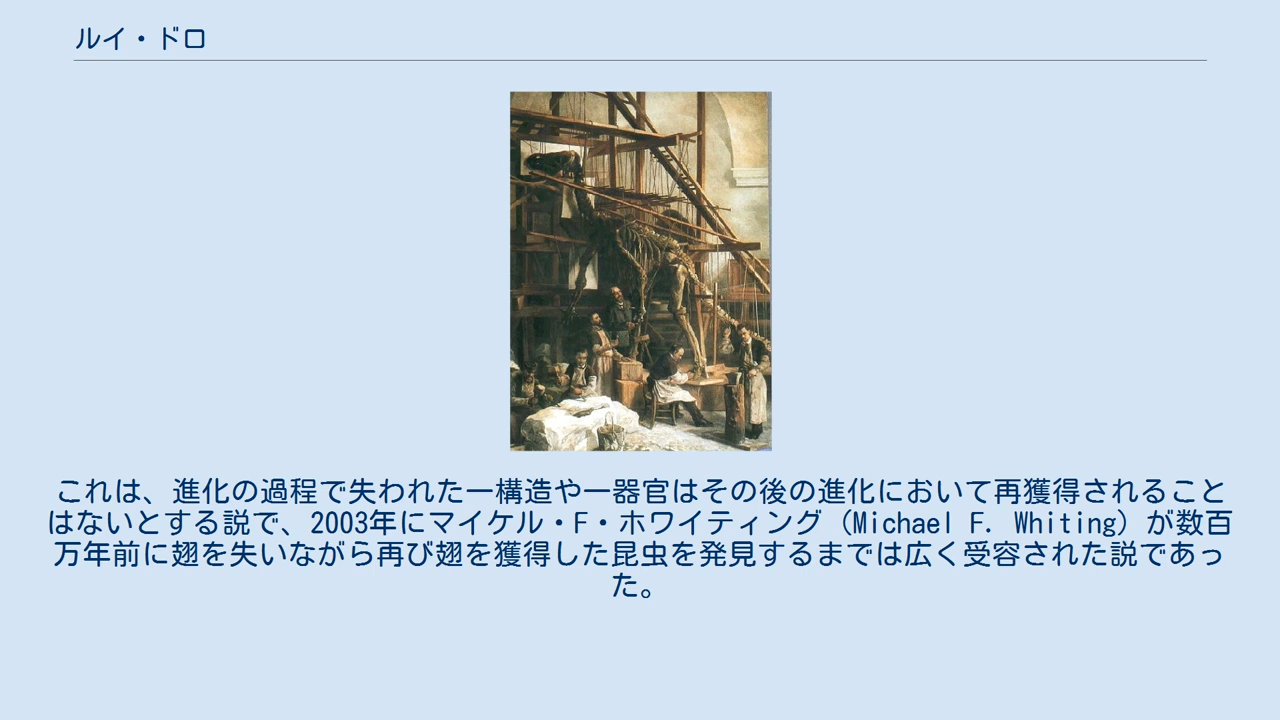 ルイ・ドロ
これは、進化の過程で失われた一構造や一器官はその後の進化において再獲得されること
はないとする説で、2003年にマイケル・F・ホワイティング（Michael F. Whiting）が数百
万年前に翅を失いながら再び翅を獲得した昆虫を発見するまでは広く受容された説であっ
た。